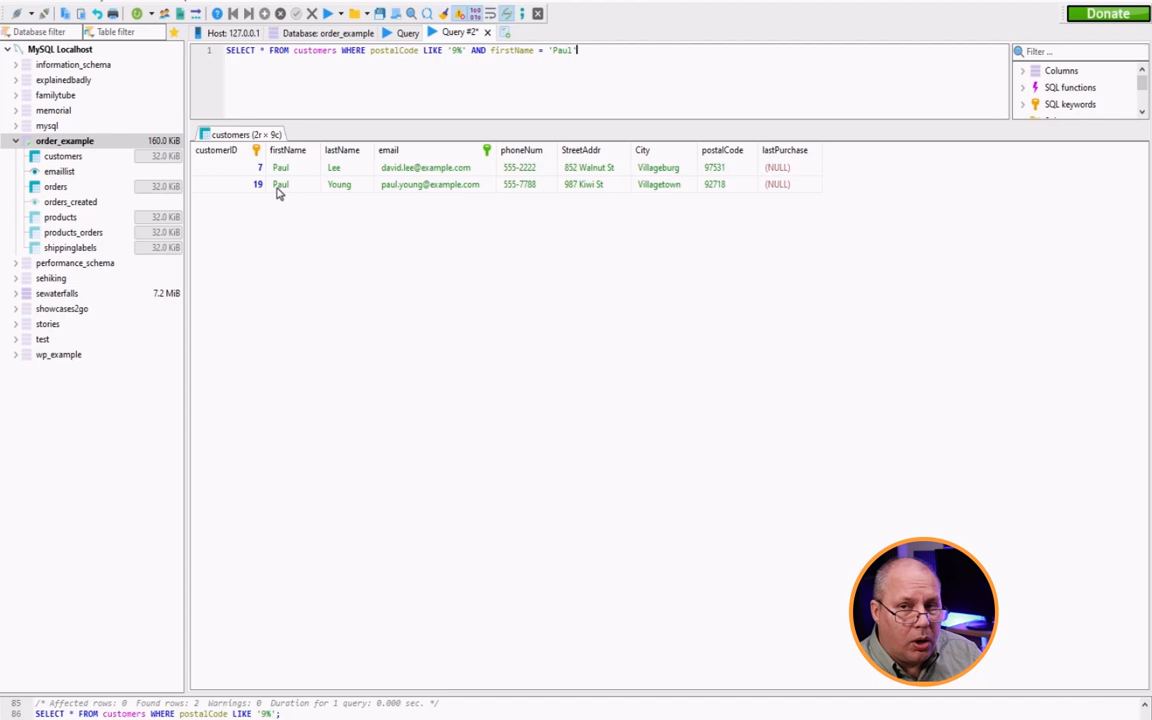 Donate
Database filter
Table filter
Host: 127.0.0.1
Database: order_example
Query
Query #2*
MySQL Localhost
information_schema
explainedbadly
familytube
memorial
mysql
order_example 160.0 KiB
customers 32.0 KiB
emaillist
orders 32.0 KiB
orders_created
products 32.0 KiB
products_orders 32.0 KiB
shippinglabels 32.0 KiB
performance_schema
sehiking
sewaterfalls 7.2 MiB
showcases2go
stories
test
wp_example
1 SELECT * FROM customers WHERE postalCode LIKE '9%' AND firstName = 'Paul'
Filter...
Columns
SQL functions
SQL keywords
customers (2r × 9c)
customerID firstName lastName email phoneNum StreetAddr City postalCode lastPurchase
7 Paul Lee david.lee@example.com 555-2222 852 Walnut St Villageburg 97531 (NULL)
19 Paul Young paul.young@example.com 555-7788 987 Kiwi St Villagetown 92718 (NULL)
85 /* Affected rows: 0 Found rows: 2 Warnings: 0 Duration for 1 query: 0.000 sec. */
86 SELECT * FROM customers WHERE postalCode LIKE '9%';